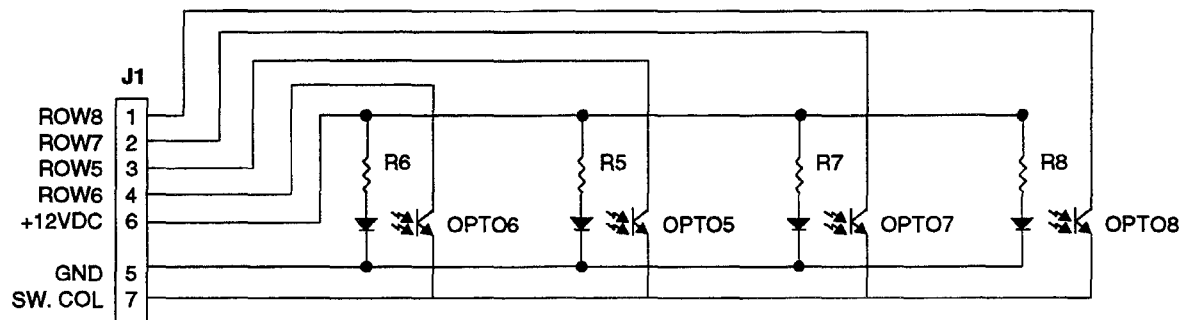 J1
ROW8 1
ROW7 2
ROW5 3
ROW6 4
+12VDC 6
GND 5
SW. COL 7
R6
R5
R7
R8
OPTO6
OPTO5
OPTO7
OPTO8